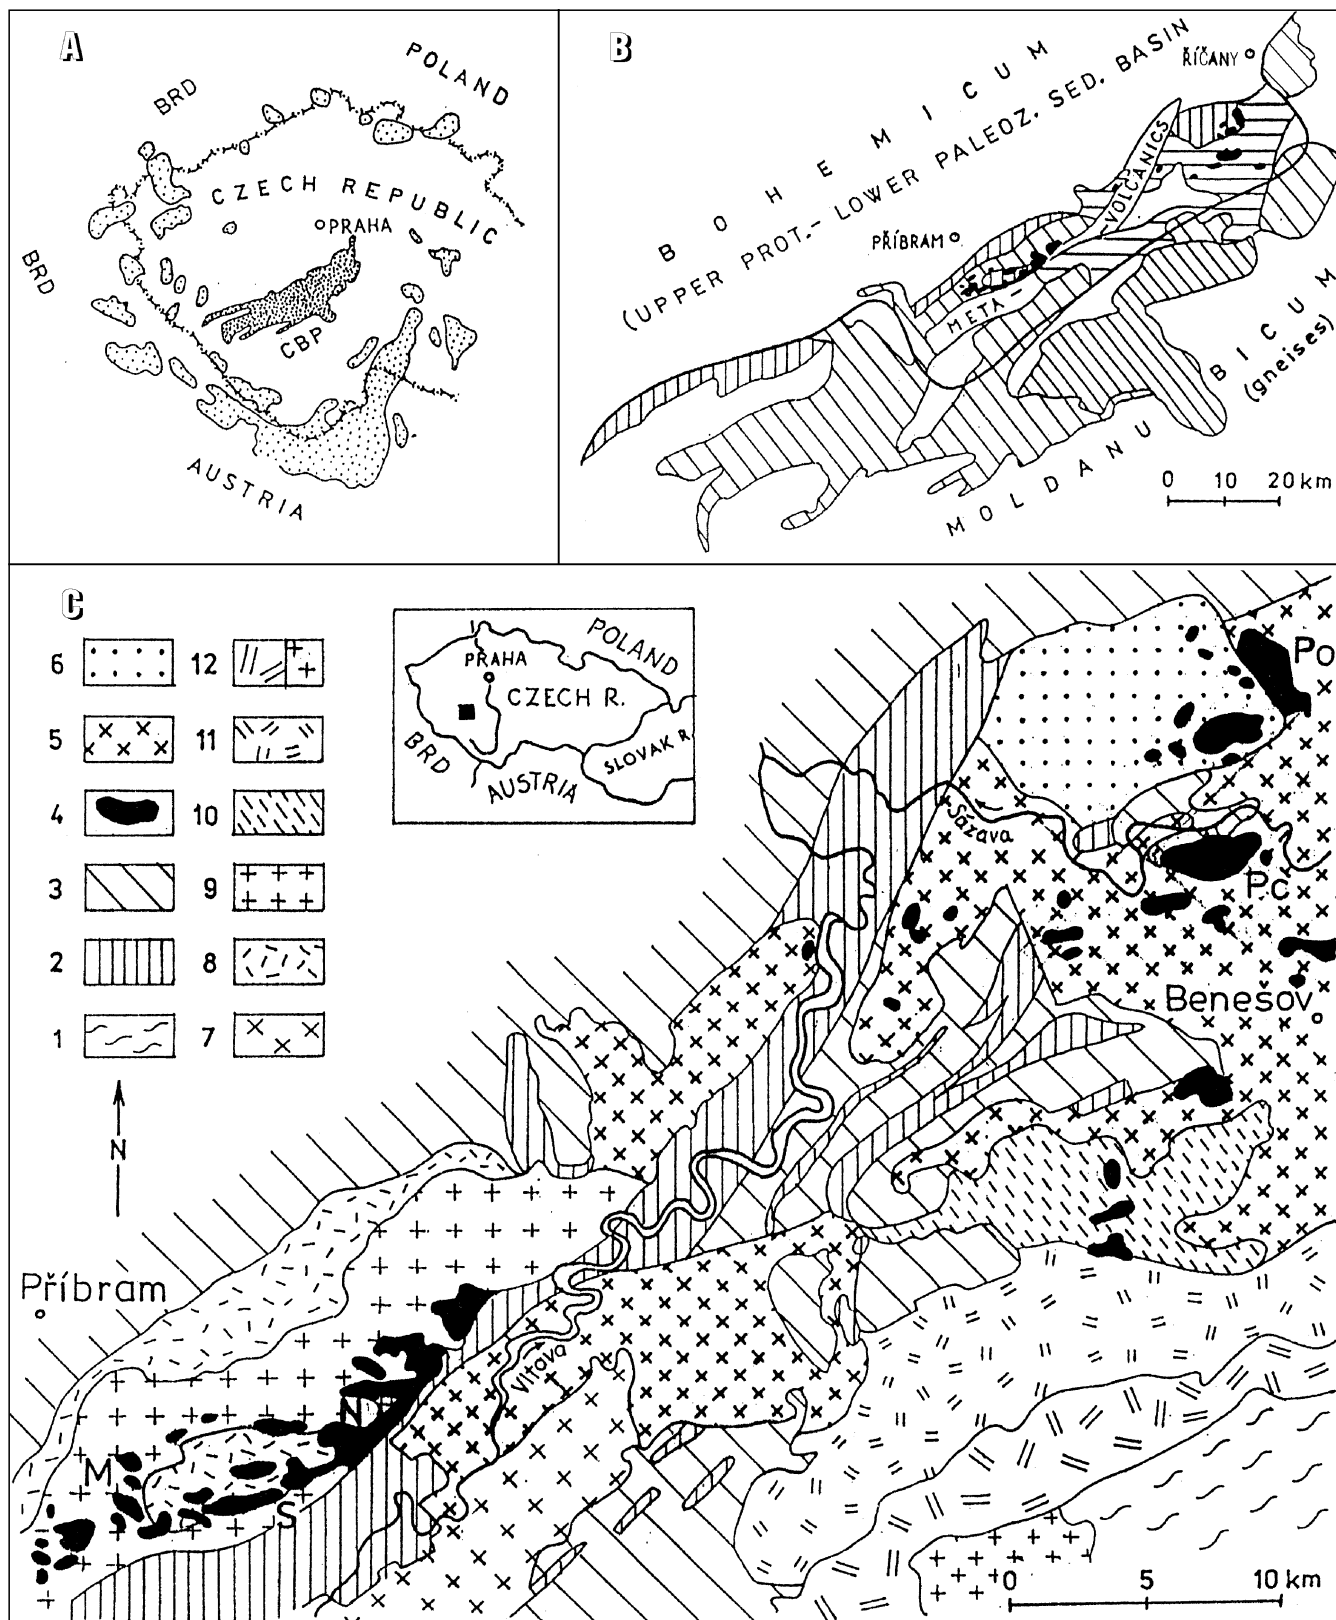 A
POLAND
BRD
CZECH REPUBLIC
PRAHA
BRD
CBP
AUSTRIA
B
BOHEMICUM
(UPPER PROT.- LOWER PALEOZ. SED. BASIN
ŘÍČANY
PŘÍBRAM
META-
-VOLCANICS
MOLDANU
BICUM
(gneises)
0 10 20 km
C
6 12
5 11
4 10
3 9
2 8
1 7
N
POLAND
PRAHA
CZECH R.
BRD
SLOVAK R.
AUSTRIA
Po
Sázava
Pc
Benešov
Příbram
Vltava
N
M
S
0 5 10 km